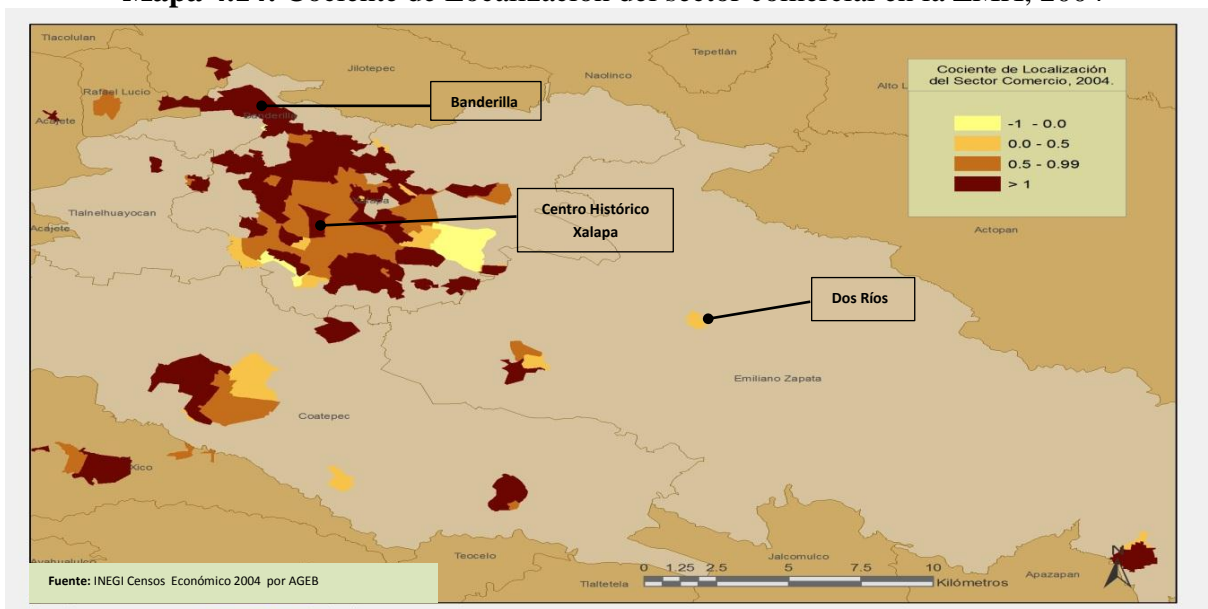 Mapa 4.14. Cociente de Localización del sector comercial en la ZMX, 2004
Tlacolulan
Tepetlán
Jilotepec
Naolinco
Alto L
Cociente de Localización
del Sector Comercio, 2004.
-1 - 0.0
0.0 - 0.5
0.5 - 0.99
> 1
Rafael Lucio
Banderilla
Banderilla
Acajete
Tlalnelhuayocan
Xalapa
Centro Histórico
Xalapa
Acajete
Actopan
Dos Ríos
Emiliano Zapata
Coatepec
Xico
Teocelo
Jalcomulco
Ayahualulco
Fuente: INEGI Censos Económico 2004 por AGEB
0 1.25 2.5 5 7.5 10
Kilómetros
Tlaltetela
Apazapan